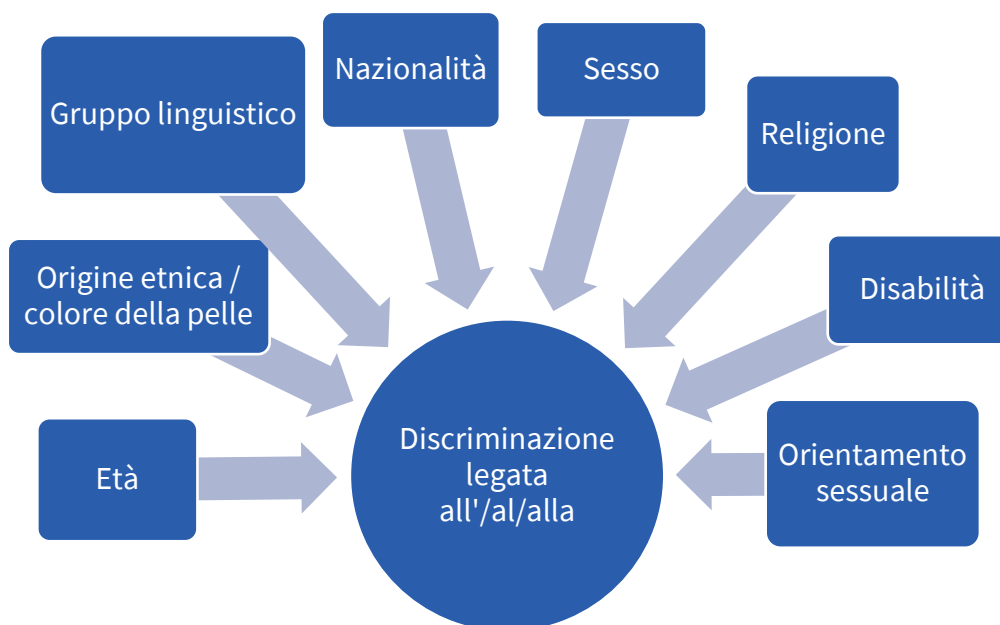 Gruppo linguistico
Nazionalità
Sesso
Religione
Origine etnica /
colore della pelle
Disabilità
Età
Discriminazione
legata
all'/al/alla
Orientamento
sessuale